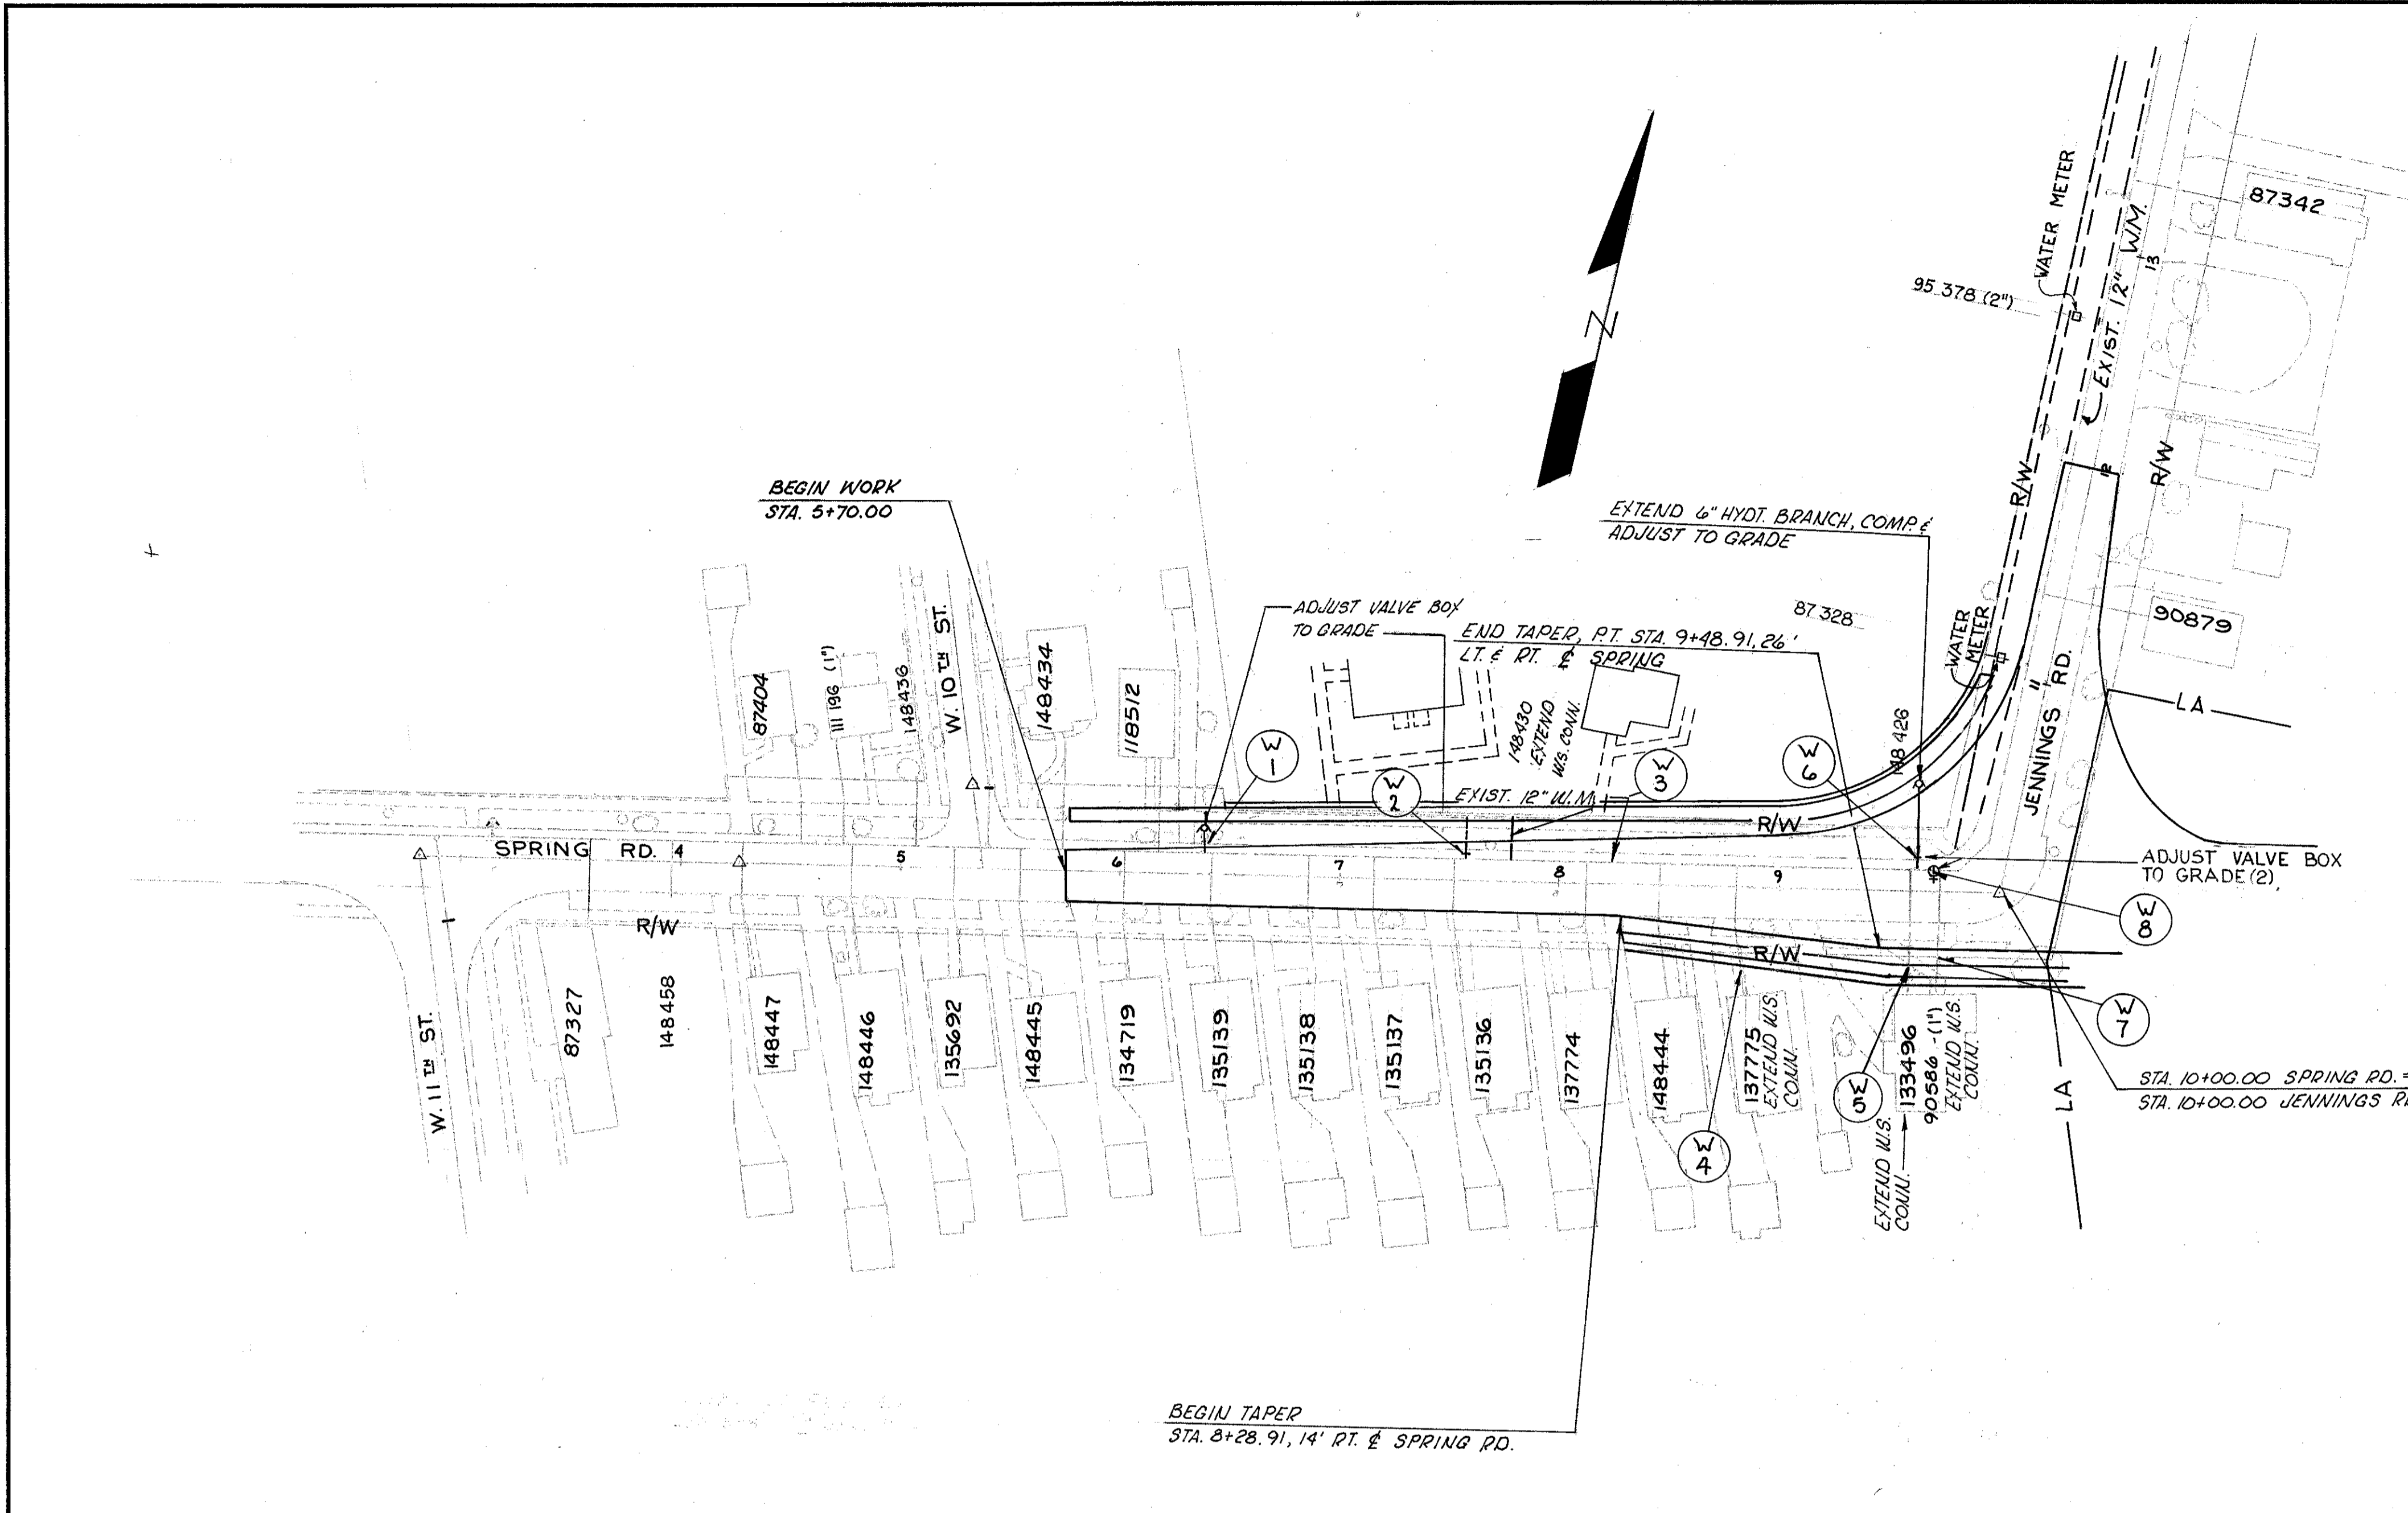 WATER METER
87342
95 378 (2")
EXIST. 12" W.M.
13
R/W
R/W
12
BEGIN WORK
STA. 5+70.00
N
EXTEND 6" HYDT. BRANCH, COMP. &
ADJUST TO GRADE
ADJUST VALVE BOX
TO GRADE
END TAPER, P.T. STA. 9+48.91, 26'
LT. & RT. ℄ SPRING
87 328
WATER
METER
90879
LA
JENNINGS RD.
87404
111 196 (1")
148436
W. 10TH ST.
148434
118512
W
1
W
2
148430
EXTEND
W.S. CONN.
W
3
W
6
148 426
EXIST. 12" W.M.
R/W
SPRING RD. 4
5
6
7
8
9
ADJUST VALVE BOX
TO GRADE (2),
W
8
R/W
R/W
W
7
W. 11TH ST.
87327
148458
148447
148446
135692
148445
134719
135139
135138
135137
135136
137774
148444
137775
EXTEND W.S.
CONN.
W
4
W
5
EXTEND W.S.
CONN.
133496
90586 -(1")
EXTEND W.S.
CONN.
LA
STA. 10+00.00 SPRING RD. =
STA. 10+00.00 JENNINGS
BEGIN TAPER
STA. 8+28.91, 14' RT. ℄ SPRING RD.